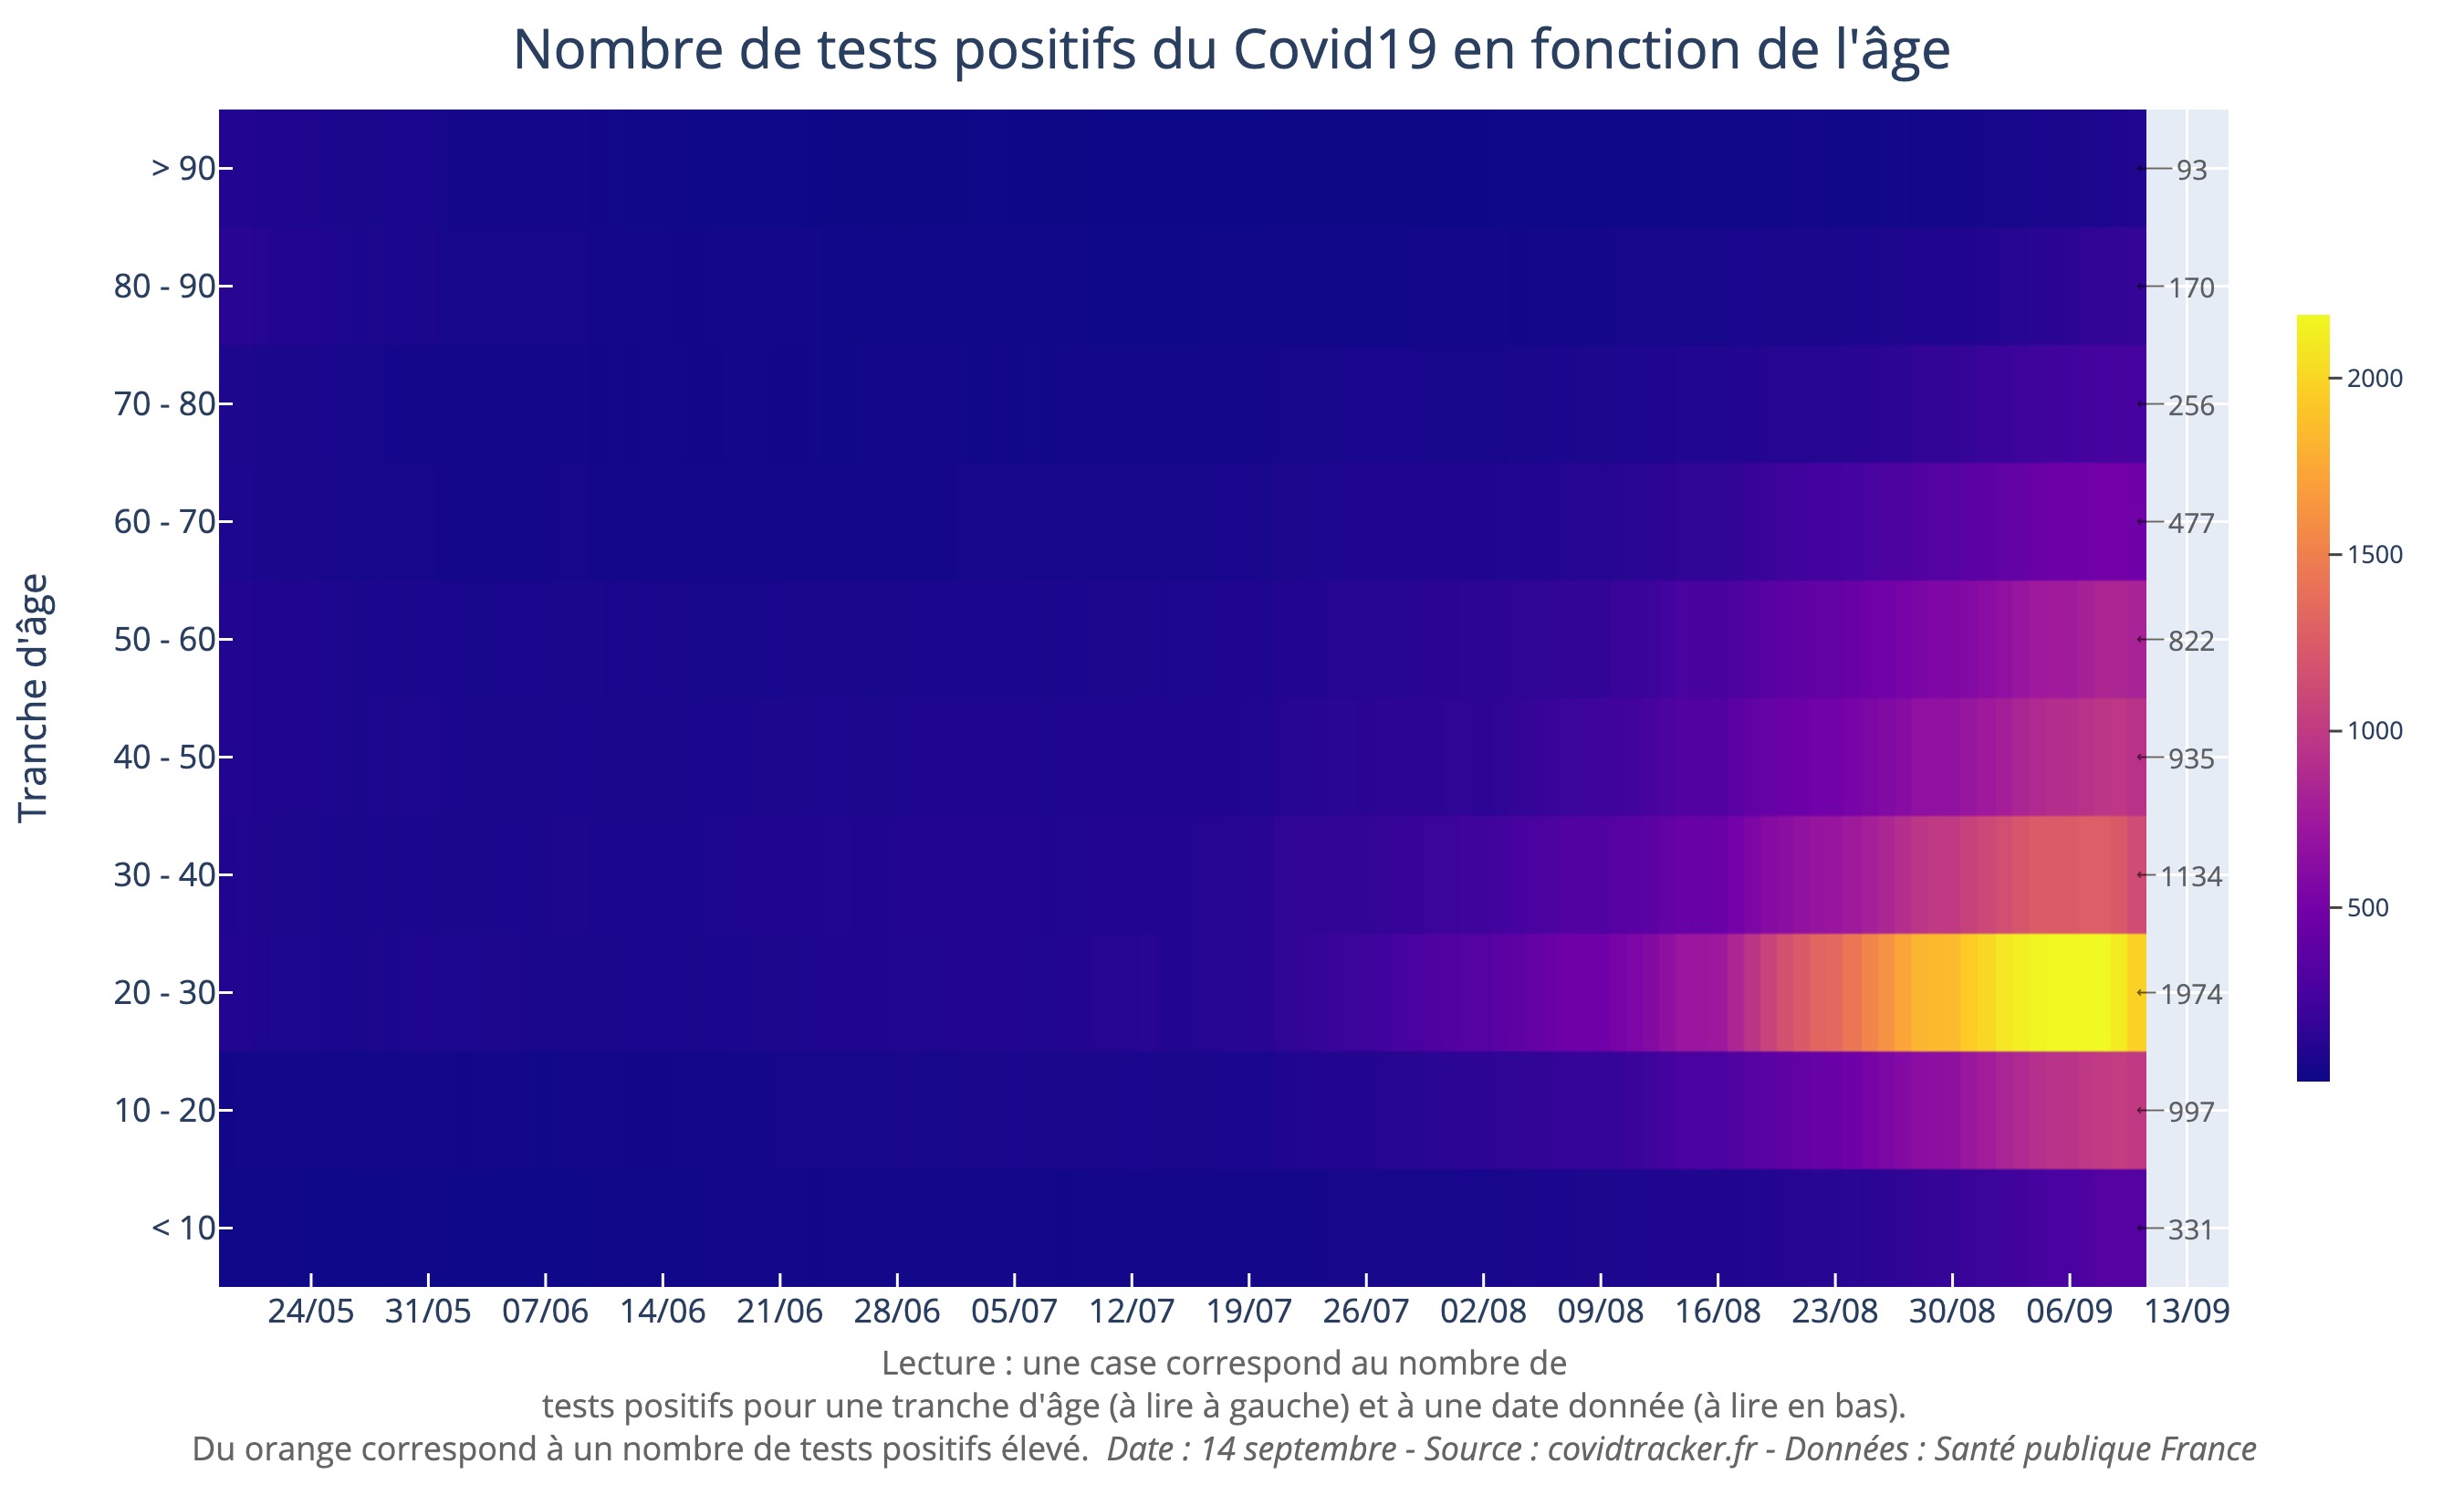 Nombre de tests positifs du Covid19 en fonction de l'âge
Tranche d'âge
> 90
80 - 90
70 - 80
60 - 70
50 - 60
40 - 50
30 - 40
20 - 30
10 - 20
< 10
93
170
256
477
822
935
1134
1974
997
331
2000
1500
1000
500
24/05 31/05 07/06 14/06 21/06 28/06 05/07 12/07 19/07 26/07 02/08 09/08 16/08 23/08 30/08 06/09 13/09
Lecture : une case correspond au nombre de
tests positifs pour une tranche d'âge (à lire à gauche) et à une date donnée (à lire en bas).
Du orange correspond à un nombre de tests positifs élevé. Date : 14 septembre - Source : covidtracker.fr - Données : Santé publique France